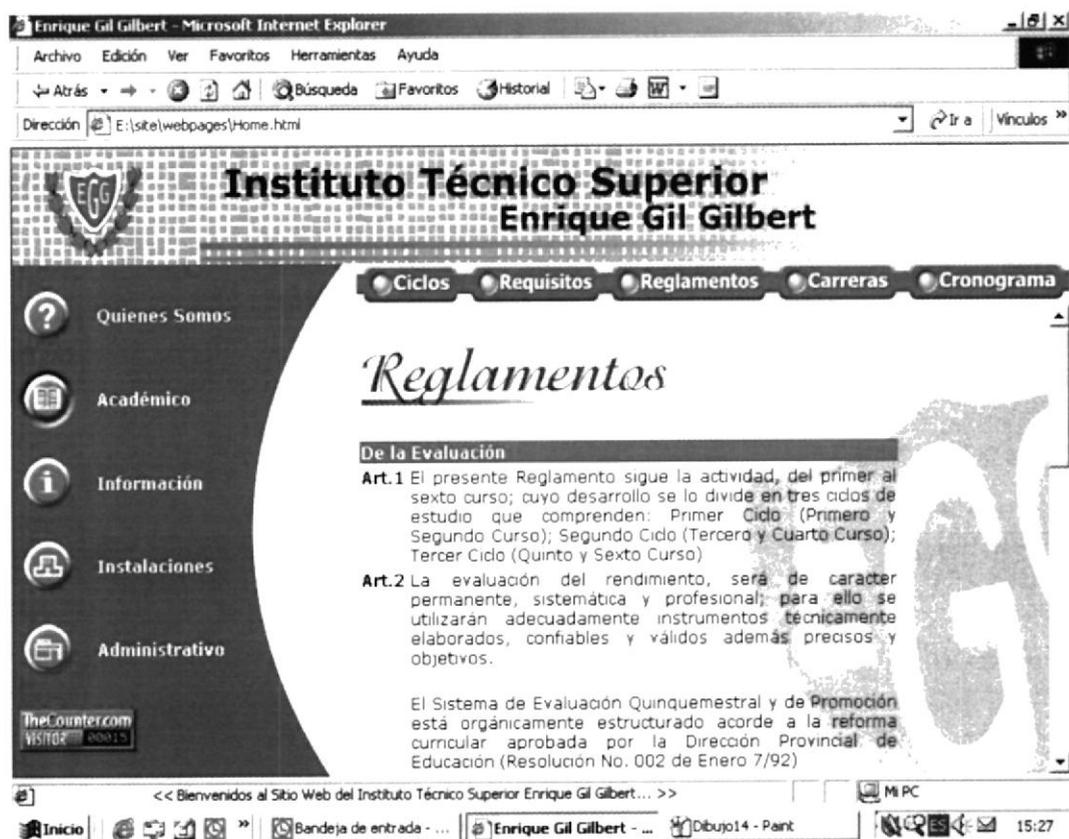 Enrique Gil Gilbert - Microsoft Internet Explorer
Archivo Edición Ver Favoritos Herramientas Ayuda
Atrás Búsqueda Favoritos Historial
Dirección E:\site\webpages\Home.html Ir a Vínculos »
EGG
Instituto Técnico Superior
Enrique Gil Gilbert
Ciclos Requisitos Reglamentos Carreras Cronograma
Quienes Somos
Académico
Información
Instalaciones
Administrativo
TheCounter.com
VISITOR 00015
Reglamentos
De la Evaluación
Art.1 El presente Reglamento sigue la actividad, del primer al
sexto curso; cuyo desarrollo se lo divide en tres ciclos de
estudio que comprenden: Primer Ciclo (Primero y
Segundo Curso); Segundo Ciclo (Tercero y Cuarto Curso);
Tercer Ciclo (Quinto y Sexto Curso)
Art.2 La evaluación del rendimiento, será de caracter
permanente, sistemática y profesional; para ello se
utilizarán adecuadamente instrumentos técnicamente
elaborados, confiables y válidos además precisos y
objetivos.
El Sistema de Evaluación Quinquemestral y de Promoción
está orgánicamente estructurado acorde a la reforma
curricular aprobada por la Dirección Provincial de
Educación (Resolución No. 002 de Enero 7/92)
EGG
<< Bienvenidos al Sitio Web del Instituto Técnico Superior Enrique Gil Gilbert... >> Mi PC
Inicio » Bandeja de entrada - ... Enrique Gil Gilbert - ... Dibujo14 - Paint ES 15:27